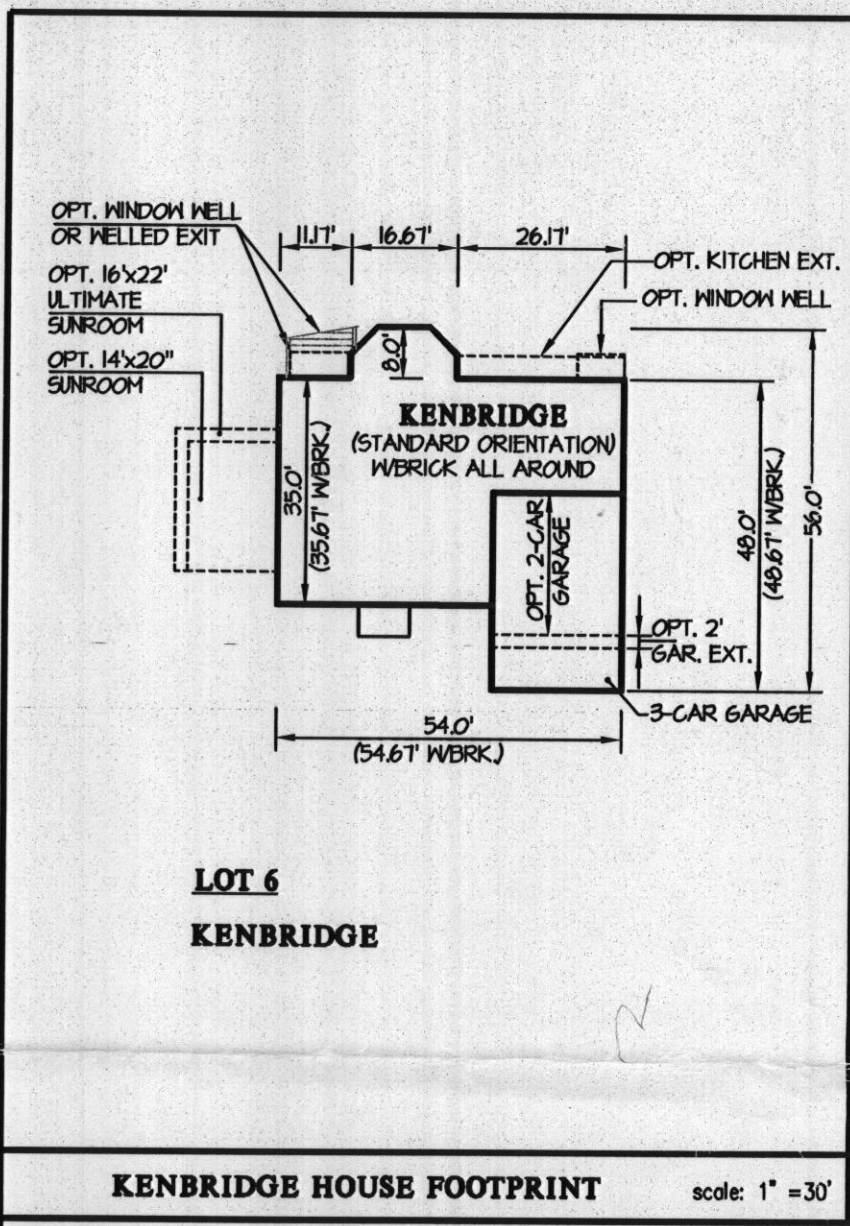 OPT. WINDOW WELL
OR WELLED EXIT
11.17'
16.67'
26.17'
OPT. KITCHEN EXT.
OPT. 16'x22'
ULTIMATE
SUNROOM
OPT. WINDOW WELL
OPT. 14'x20"
SUNROOM
8.0'
KENBRIDGE
(STANDARD ORIENTATION)
W/BRICK ALL AROUND
35.0'
(35.67' W/BRK.)
OPT. 2-CAR
GARAGE
48.0'
(48.67' W/BRK.)
56.0'
OPT. 2'
GAR. EXT.
3-CAR GARAGE
54.0'
(54.67' W/BRK.)
LOT 6
KENBRIDGE
KENBRIDGE HOUSE FOOTPRINT
scale: 1" =30'